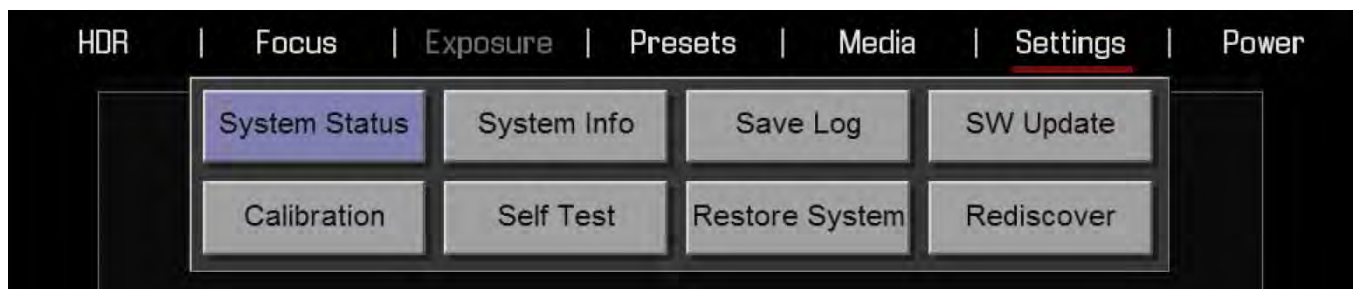 HDR | Focus | Exposure | Presets | Media | Settings | Power
System Status System Info Save Log SW Update
Calibration Self Test Restore System Rediscover